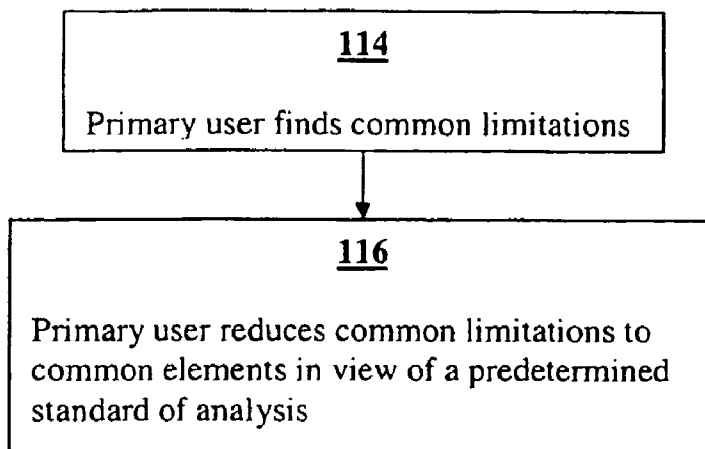 114
Primary user finds common limitations
116
Primary user reduces common limitations to
common elements in view of a predetermined
standard of analysis